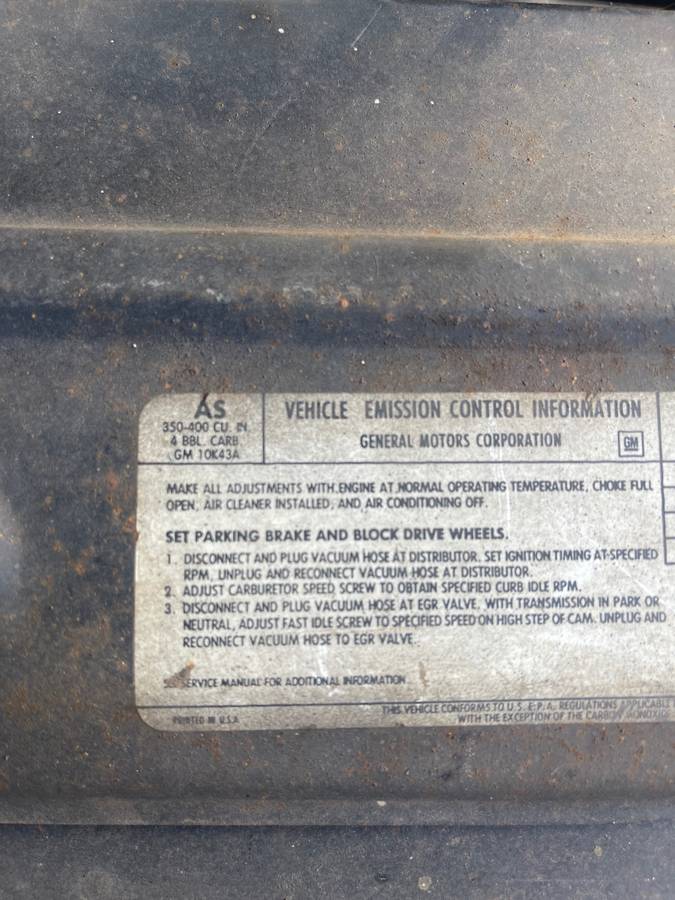 AS
350-400 CU. IN.
4 BBL. CARB.
GM 10K43A
VEHICLE EMISSION CONTROL INFORMATION
GENERAL MOTORS CORPORATION
GM
MAKE ALL ADJUSTMENTS WITH ENGINE AT NORMAL OPERATING TEMPERATURE, CHOKE FULL
OPEN, AIR CLEANER INSTALLED, AND AIR CONDITIONING OFF.
SET PARKING BRAKE AND BLOCK DRIVE WHEELS.
1. DISCONNECT AND PLUG VACUUM HOSE AT DISTRIBUTOR. SET IGNITION TIMING AT SPECIFIED
RPM. UNPLUG AND RECONNECT VACUUM HOSE AT DISTRIBUTOR.
2. ADJUST CARBURETOR SPEED SCREW TO OBTAIN SPECIFIED CURB IDLE RPM.
3. DISCONNECT AND PLUG VACUUM HOSE AT EGR VALVE. WITH TRANSMISSION IN PARK OR
NEUTRAL, ADJUST FAST IDLE SCREW TO SPECIFIED SPEED ON HIGH STEP OF CAM. UNPLUG AND
RECONNECT VACUUM HOSE TO EGR VALVE.
SEE SERVICE MANUAL FOR ADDITIONAL INFORMATION.
THIS VEHICLE CONFORMS TO U.S. E.P.A. REGULATIONS APPLICABLE
WITH THE EXCEPTION OF THE CARBON MONOXIDE
PRINTED IN U.S.A.